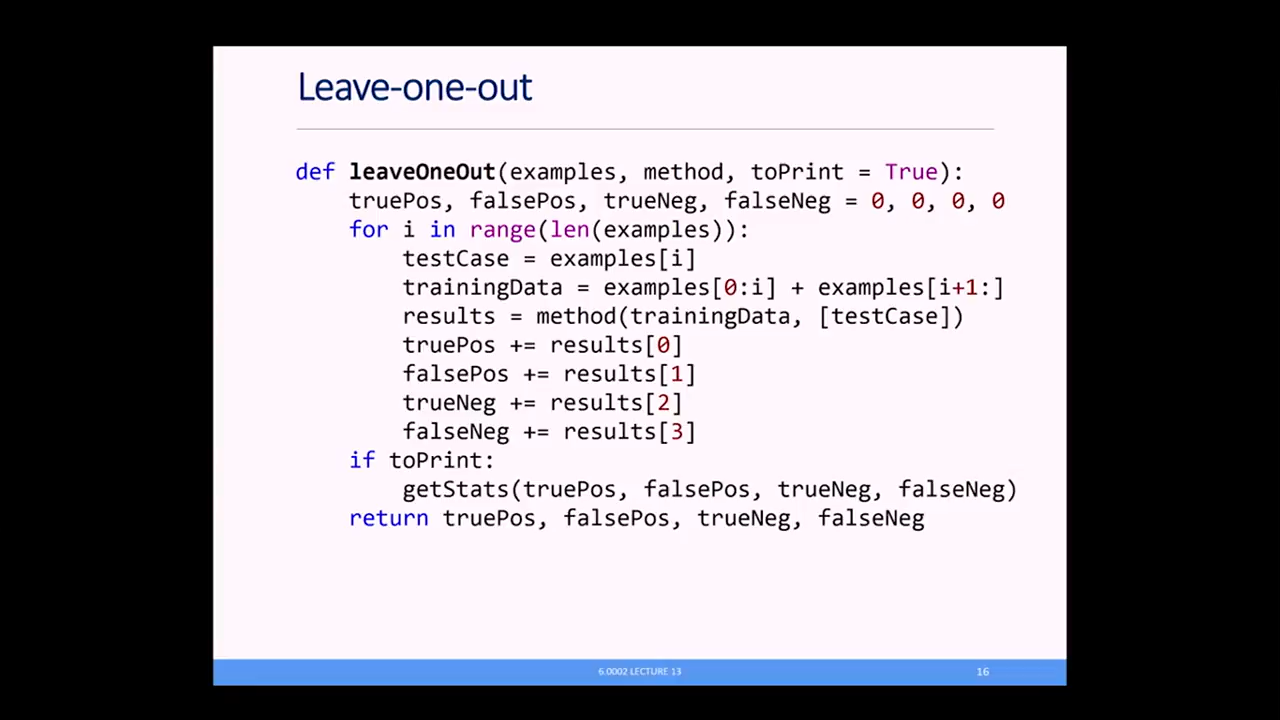 Leave-one-out
def leaveOneOut(examples, method, toPrint = True):
    truePos, falsePos, trueNeg, falseNeg = 0, 0, 0, 0
    for i in range(len(examples)):
        testCase = examples[i]
        trainingData = examples[0:i] + examples[i+1:]
        results = method(trainingData, [testCase])
        truePos += results[0]
        falsePos += results[1]
        trueNeg += results[2]
        falseNeg += results[3]
    if toPrint:
        getStats(truePos, falsePos, trueNeg, falseNeg)
    return truePos, falsePos, trueNeg, falseNeg
6.0002 LECTURE 13
16